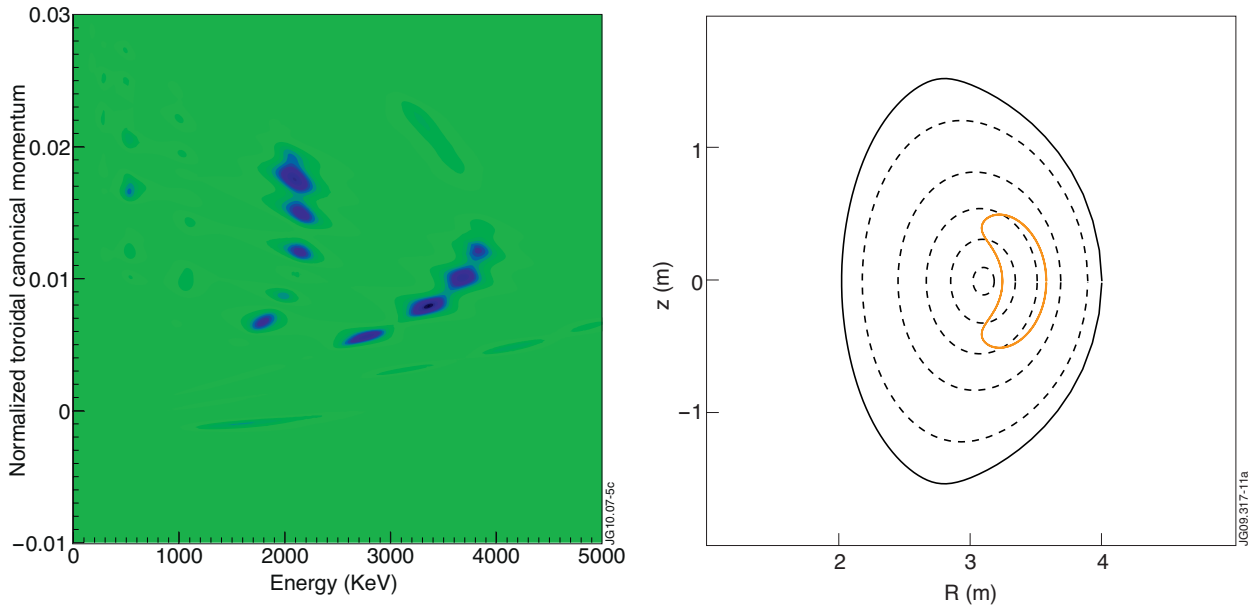 0.03
0.02
0.01
0
−0.01
Normalized toroidal canonical momentum
0
1000
2000
3000
4000
5000
Energy (KeV)
JG10.07-5c
1
0
−1
z (m)
2
3
4
R (m)
JG09.317-11a